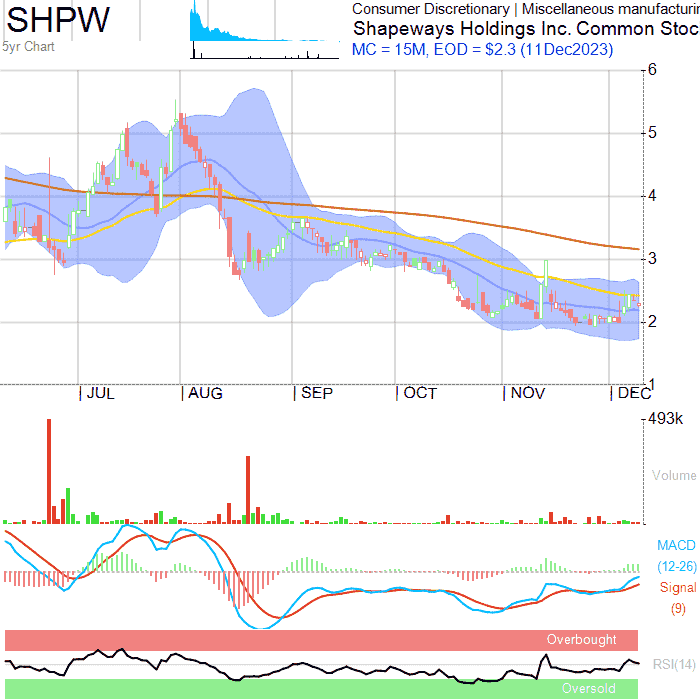 SHPW
5yr Chart
Consumer Discretionary | Miscellaneous manufacturin
Shapeways Holdings Inc. Common Stoc
MC = 15M, EOD = $2.3 (11Dec2023)
6
5
4
3
2
1
JUL
AUG
SEP
OCT
NOV
DEC
493k
Volume
MACD
(12-26)
Signal
(9)
Overbought
RSI(14)
Oversold